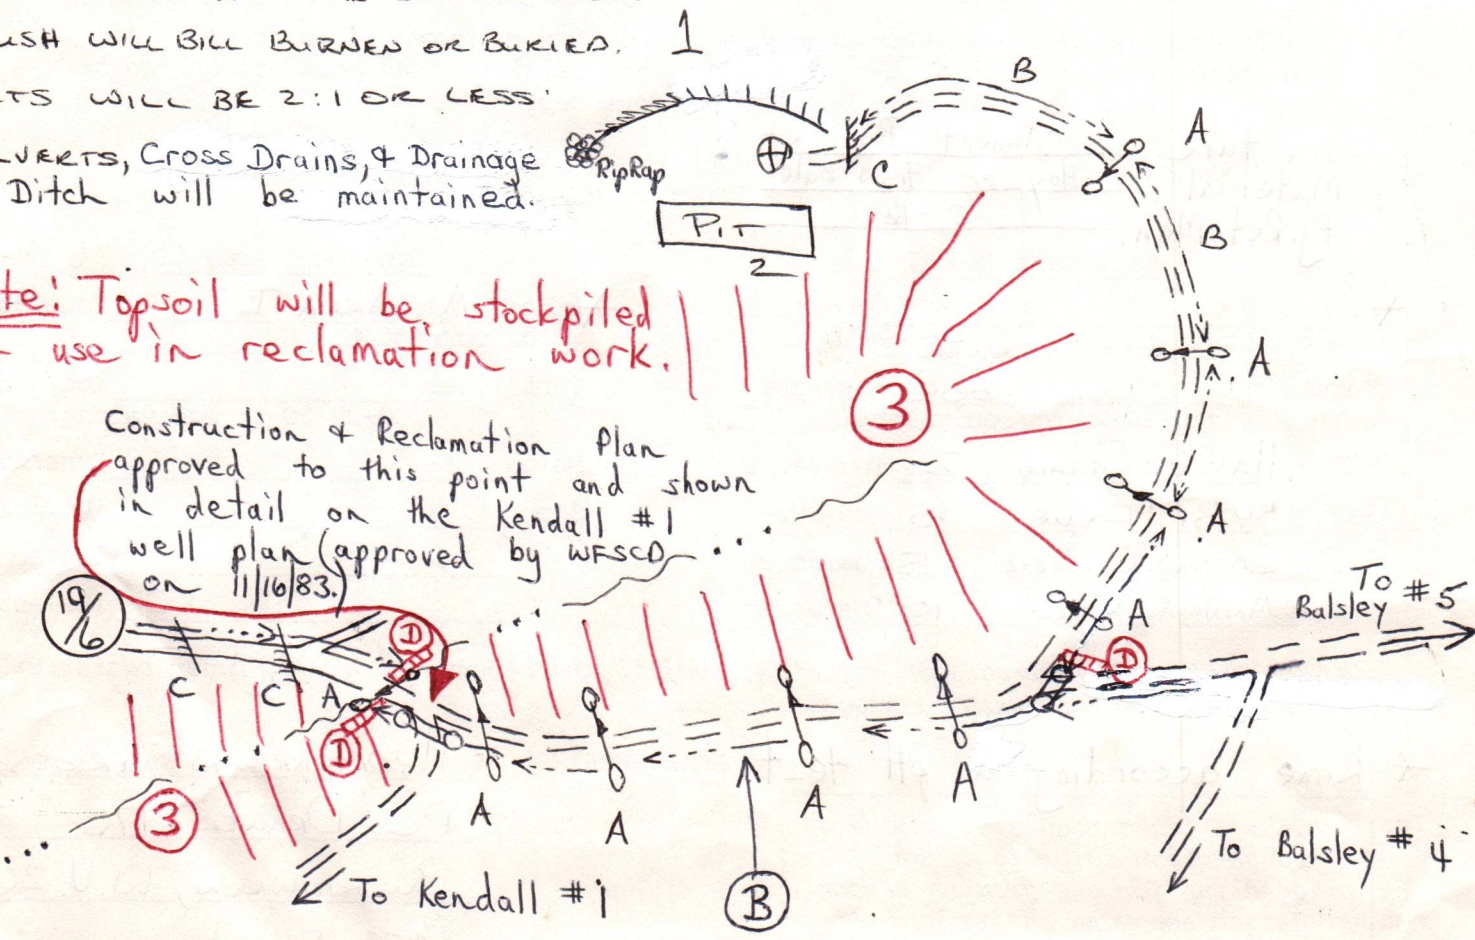 WILL BILL BURNEN OR BURIED.
WILL BE 2:1 OR LESS.
Cross Drains, & Drainage
Ditch will be maintained.
1
RipRap
Pit
2
C
B
A
B
A
A
A
Topsoil will be stockpiled
use in reclamation work.
3
Construction & Reclamation Plan
approved to this point and shown
in detail on the Kendall #1
well plan (approved by WFSCD
on 11/16/83.)
19/6
C
C
A
D
D
D
To
Balsley #5
A
A
A
A
3
B
To Kendall #1
To Balsley #4